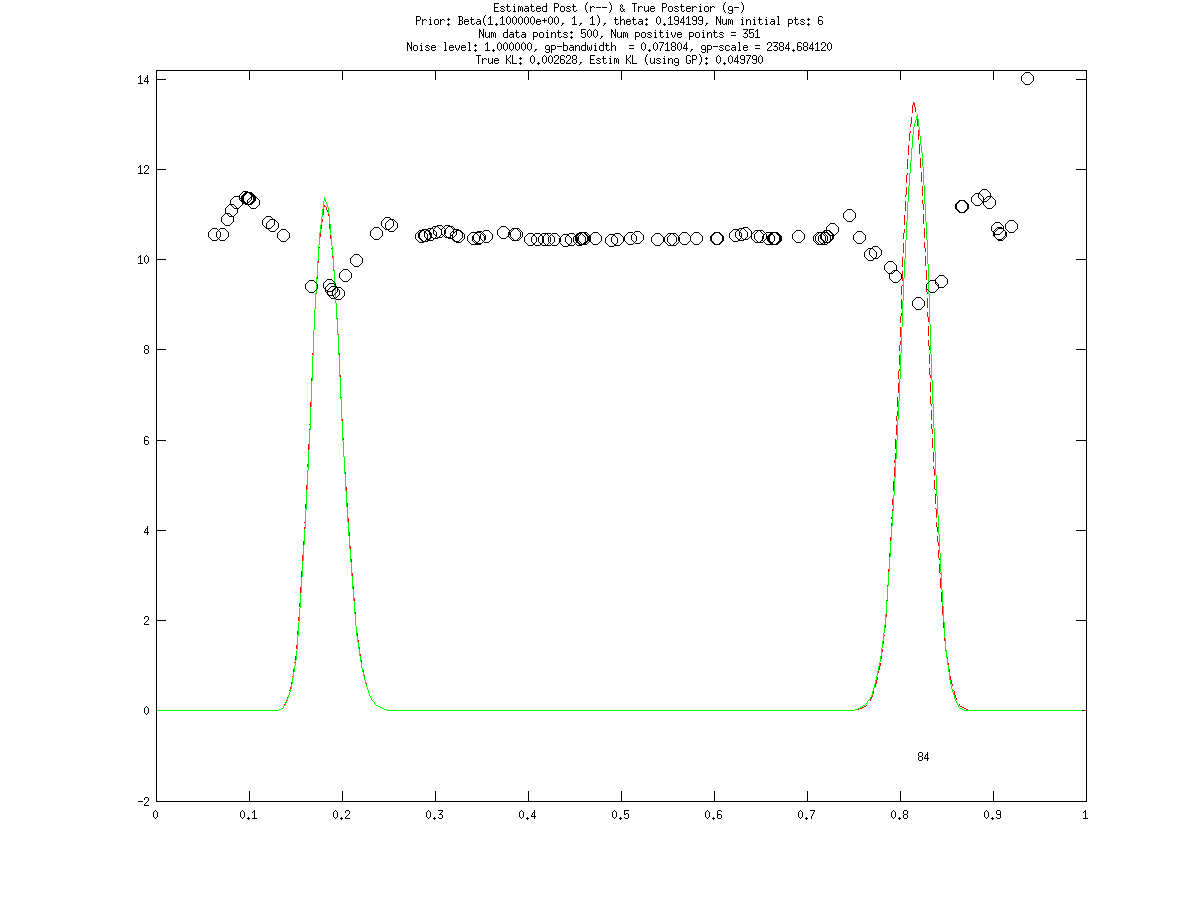 Estimated Post (r--) & True Posterior (g-)
Prior: Beta(1.100000e+00, 1, 1), theta: 0.194199, Num initial pts: 6
Num data points: 500, Num positive points = 351
Noise level: 1.000000, gp-bandwidth  = 0.071804, gp-scale = 2384.684120
True KL: 0.002628, Estim KL (using GP): 0.049790
14
12
10
8
6
4
2
0
84
-2
0 0.1 0.2 0.3 0.4 0.5 0.6 0.7 0.8 0.9 1